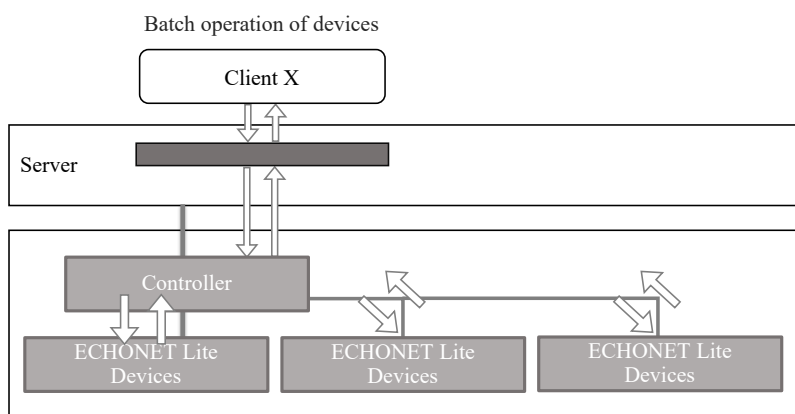 Batch operation of devices
Client X
Server
Controller
ECHONET Lite
Devices
ECHONET Lite
Devices
ECHONET Lite
Devices